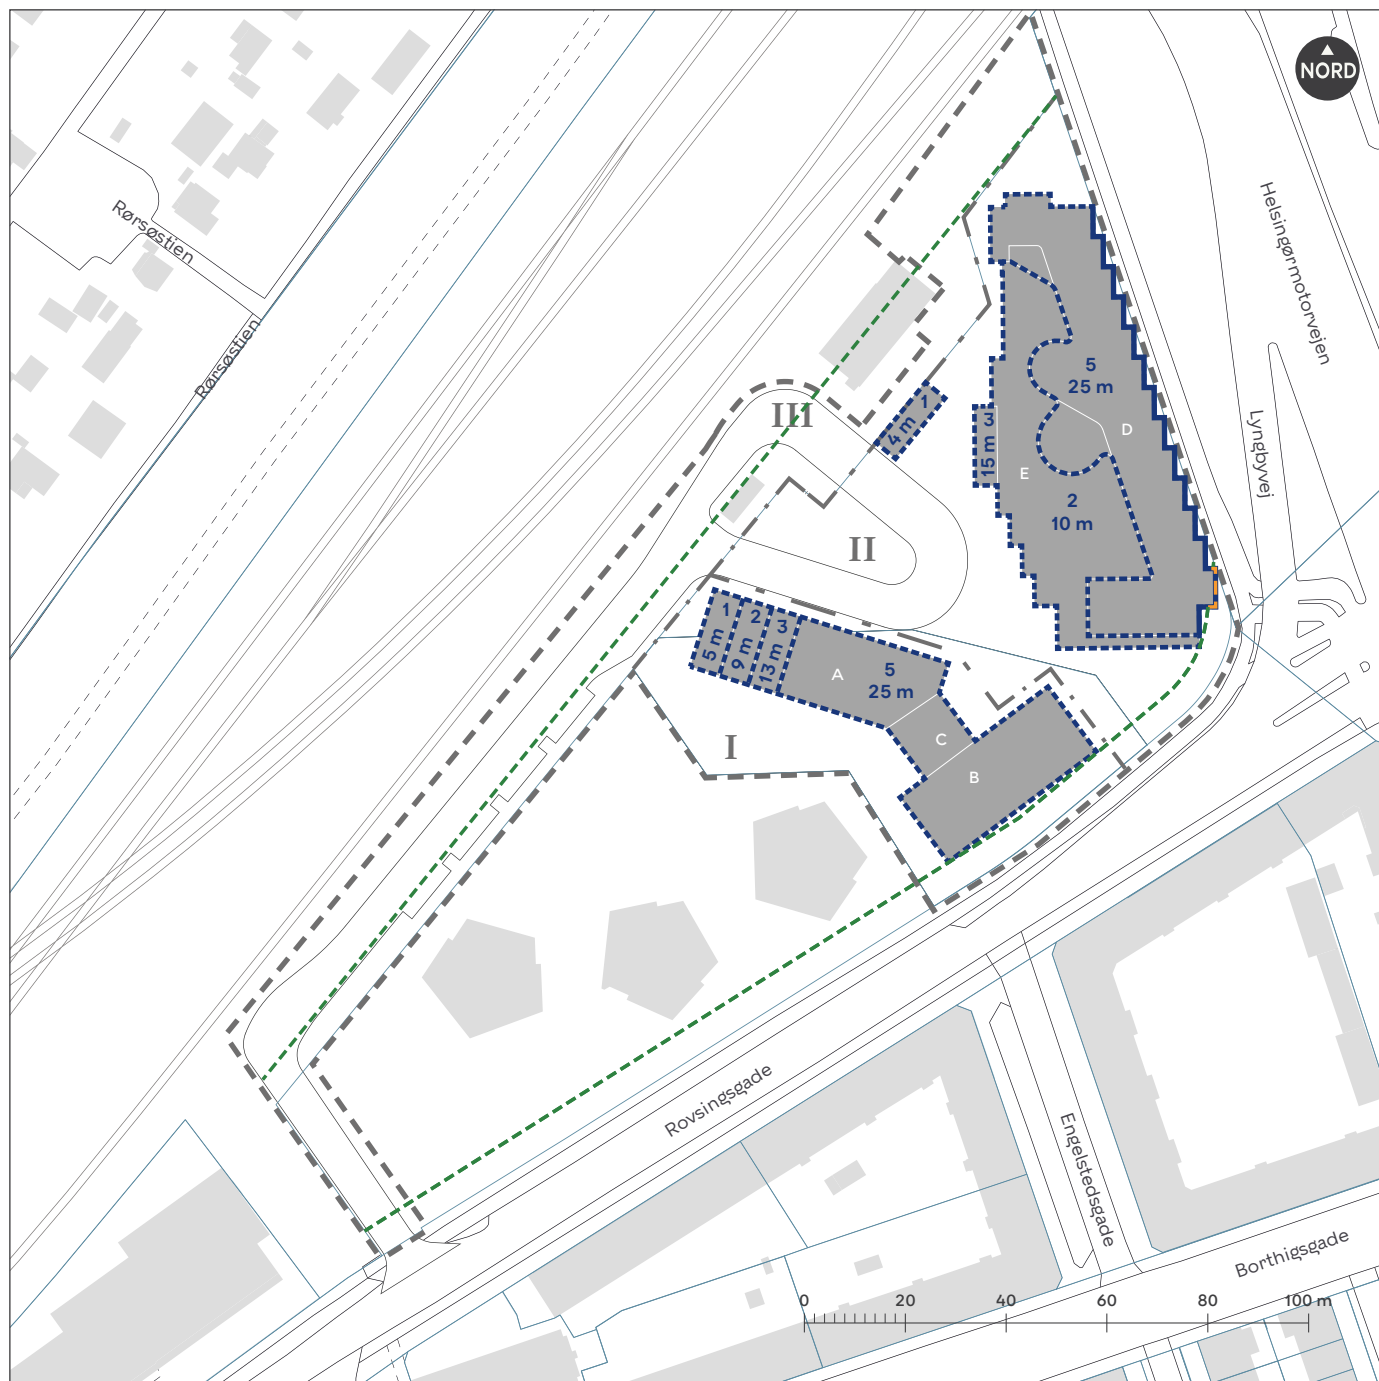 NORD
Rørsøstien
Rørsøstien
Helsingørmotorvejen
Lyngbyvej
III
1
4 m
5
25 m
D
3
15 m
E
2
10 m
II
1
5 m
2
9 m
3
13 m
A
5
25 m
C
B
I
Rovsingsgade
Engelstedsgade
Borthigsgade
0 20 40 60 80 100 m